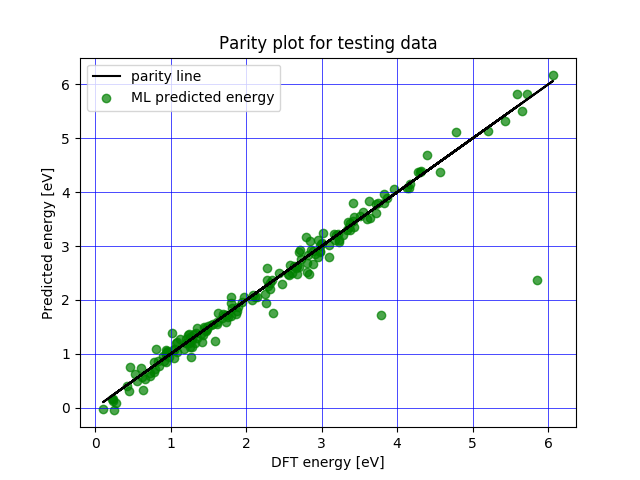 Parity plot for testing data
parity line
ML predicted energy
6
5
4
3
2
1
0
Predicted energy [eV]
0 1 2 3 4 5 6
DFT energy [eV]